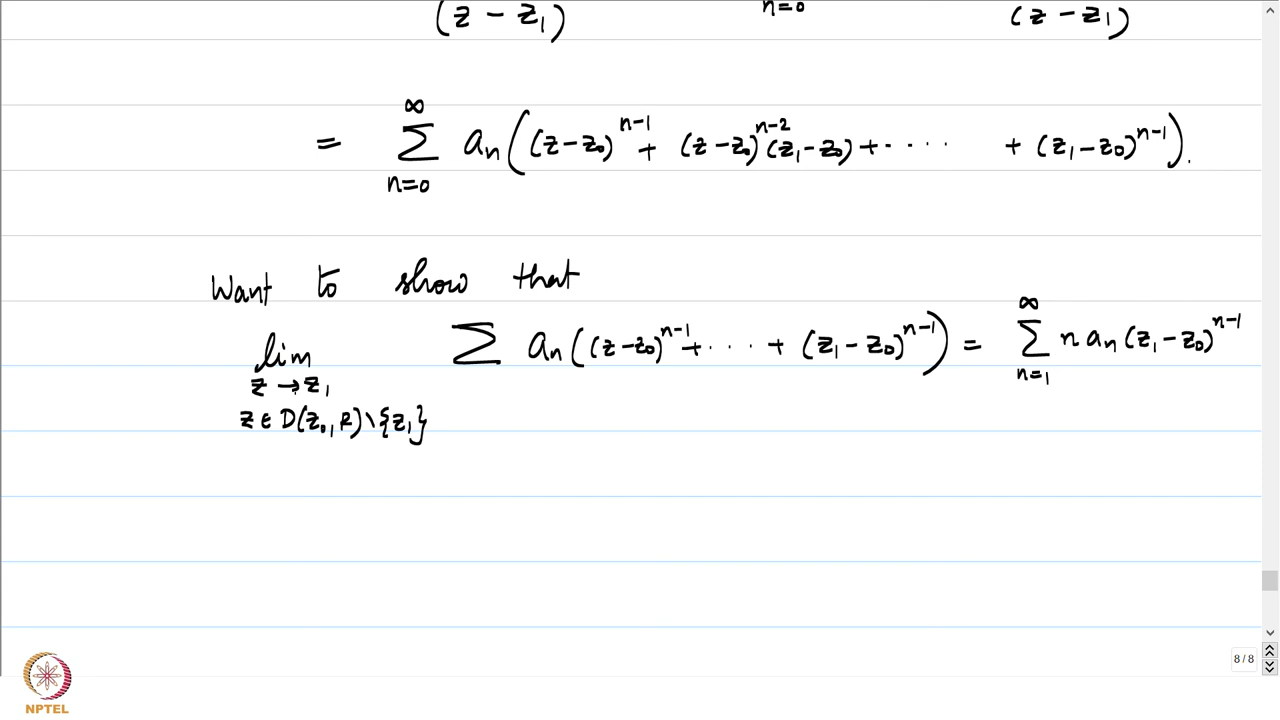 (z − z₁) n=0 (z − z₁)
= ∑_{n=0}^{∞} aₙ((z−z₀)^{n−1} + (z−z₀)^{n−2}(z₁−z₀) + ⋯ ⋯ + (z₁−z₀)^{n−1}).
Want to show that
lim_{z→z₁, z∈D(z₀,R)∖{z₁}} ∑ aₙ((z−z₀)^{n−1} + ⋯ + (z₁−z₀)^{n−1}) = ∑_{n=1}^{∞} n aₙ (z₁−z₀)^{n−1}
8/8
NPTEL